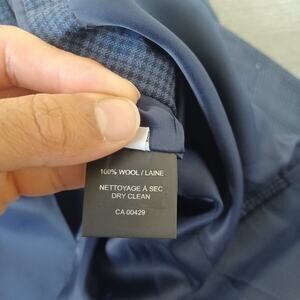 100% WOOL / LAINE
NETTOYAGE À SEC
DRY CLEAN
CA 00429